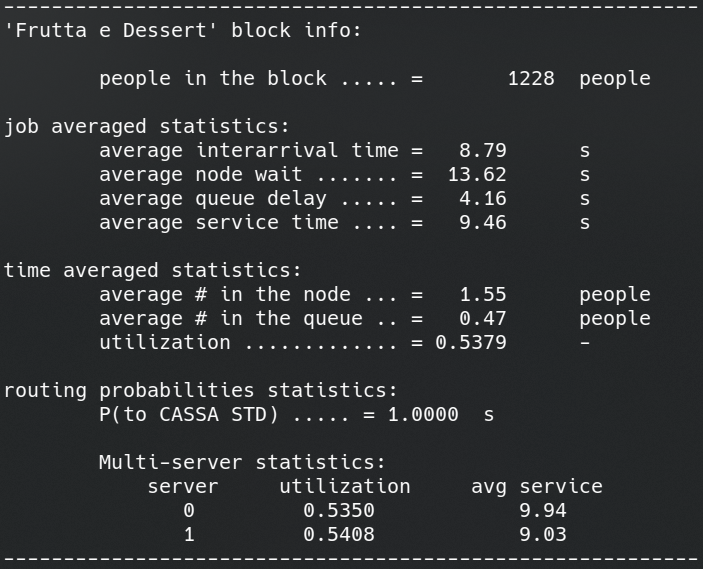 ----------------------------------------------------------
'Frutta e Dessert' block info:
people in the block ..... = 1228 people
job averaged statistics:
average interarrival time = 8.79 s
average node wait ....... = 13.62 s
average queue delay ..... = 4.16 s
average service time .... = 9.46 s
time averaged statistics:
average # in the node ... = 1.55 people
average # in the queue .. = 0.47 people
utilization ............. = 0.5379 -
routing probabilities statistics:
P(to CASSA STD) ..... = 1.0000 s
Multi-server statistics:
server utilization avg service
0 0.5350 9.94
1 0.5408 9.03
----------------------------------------------------------